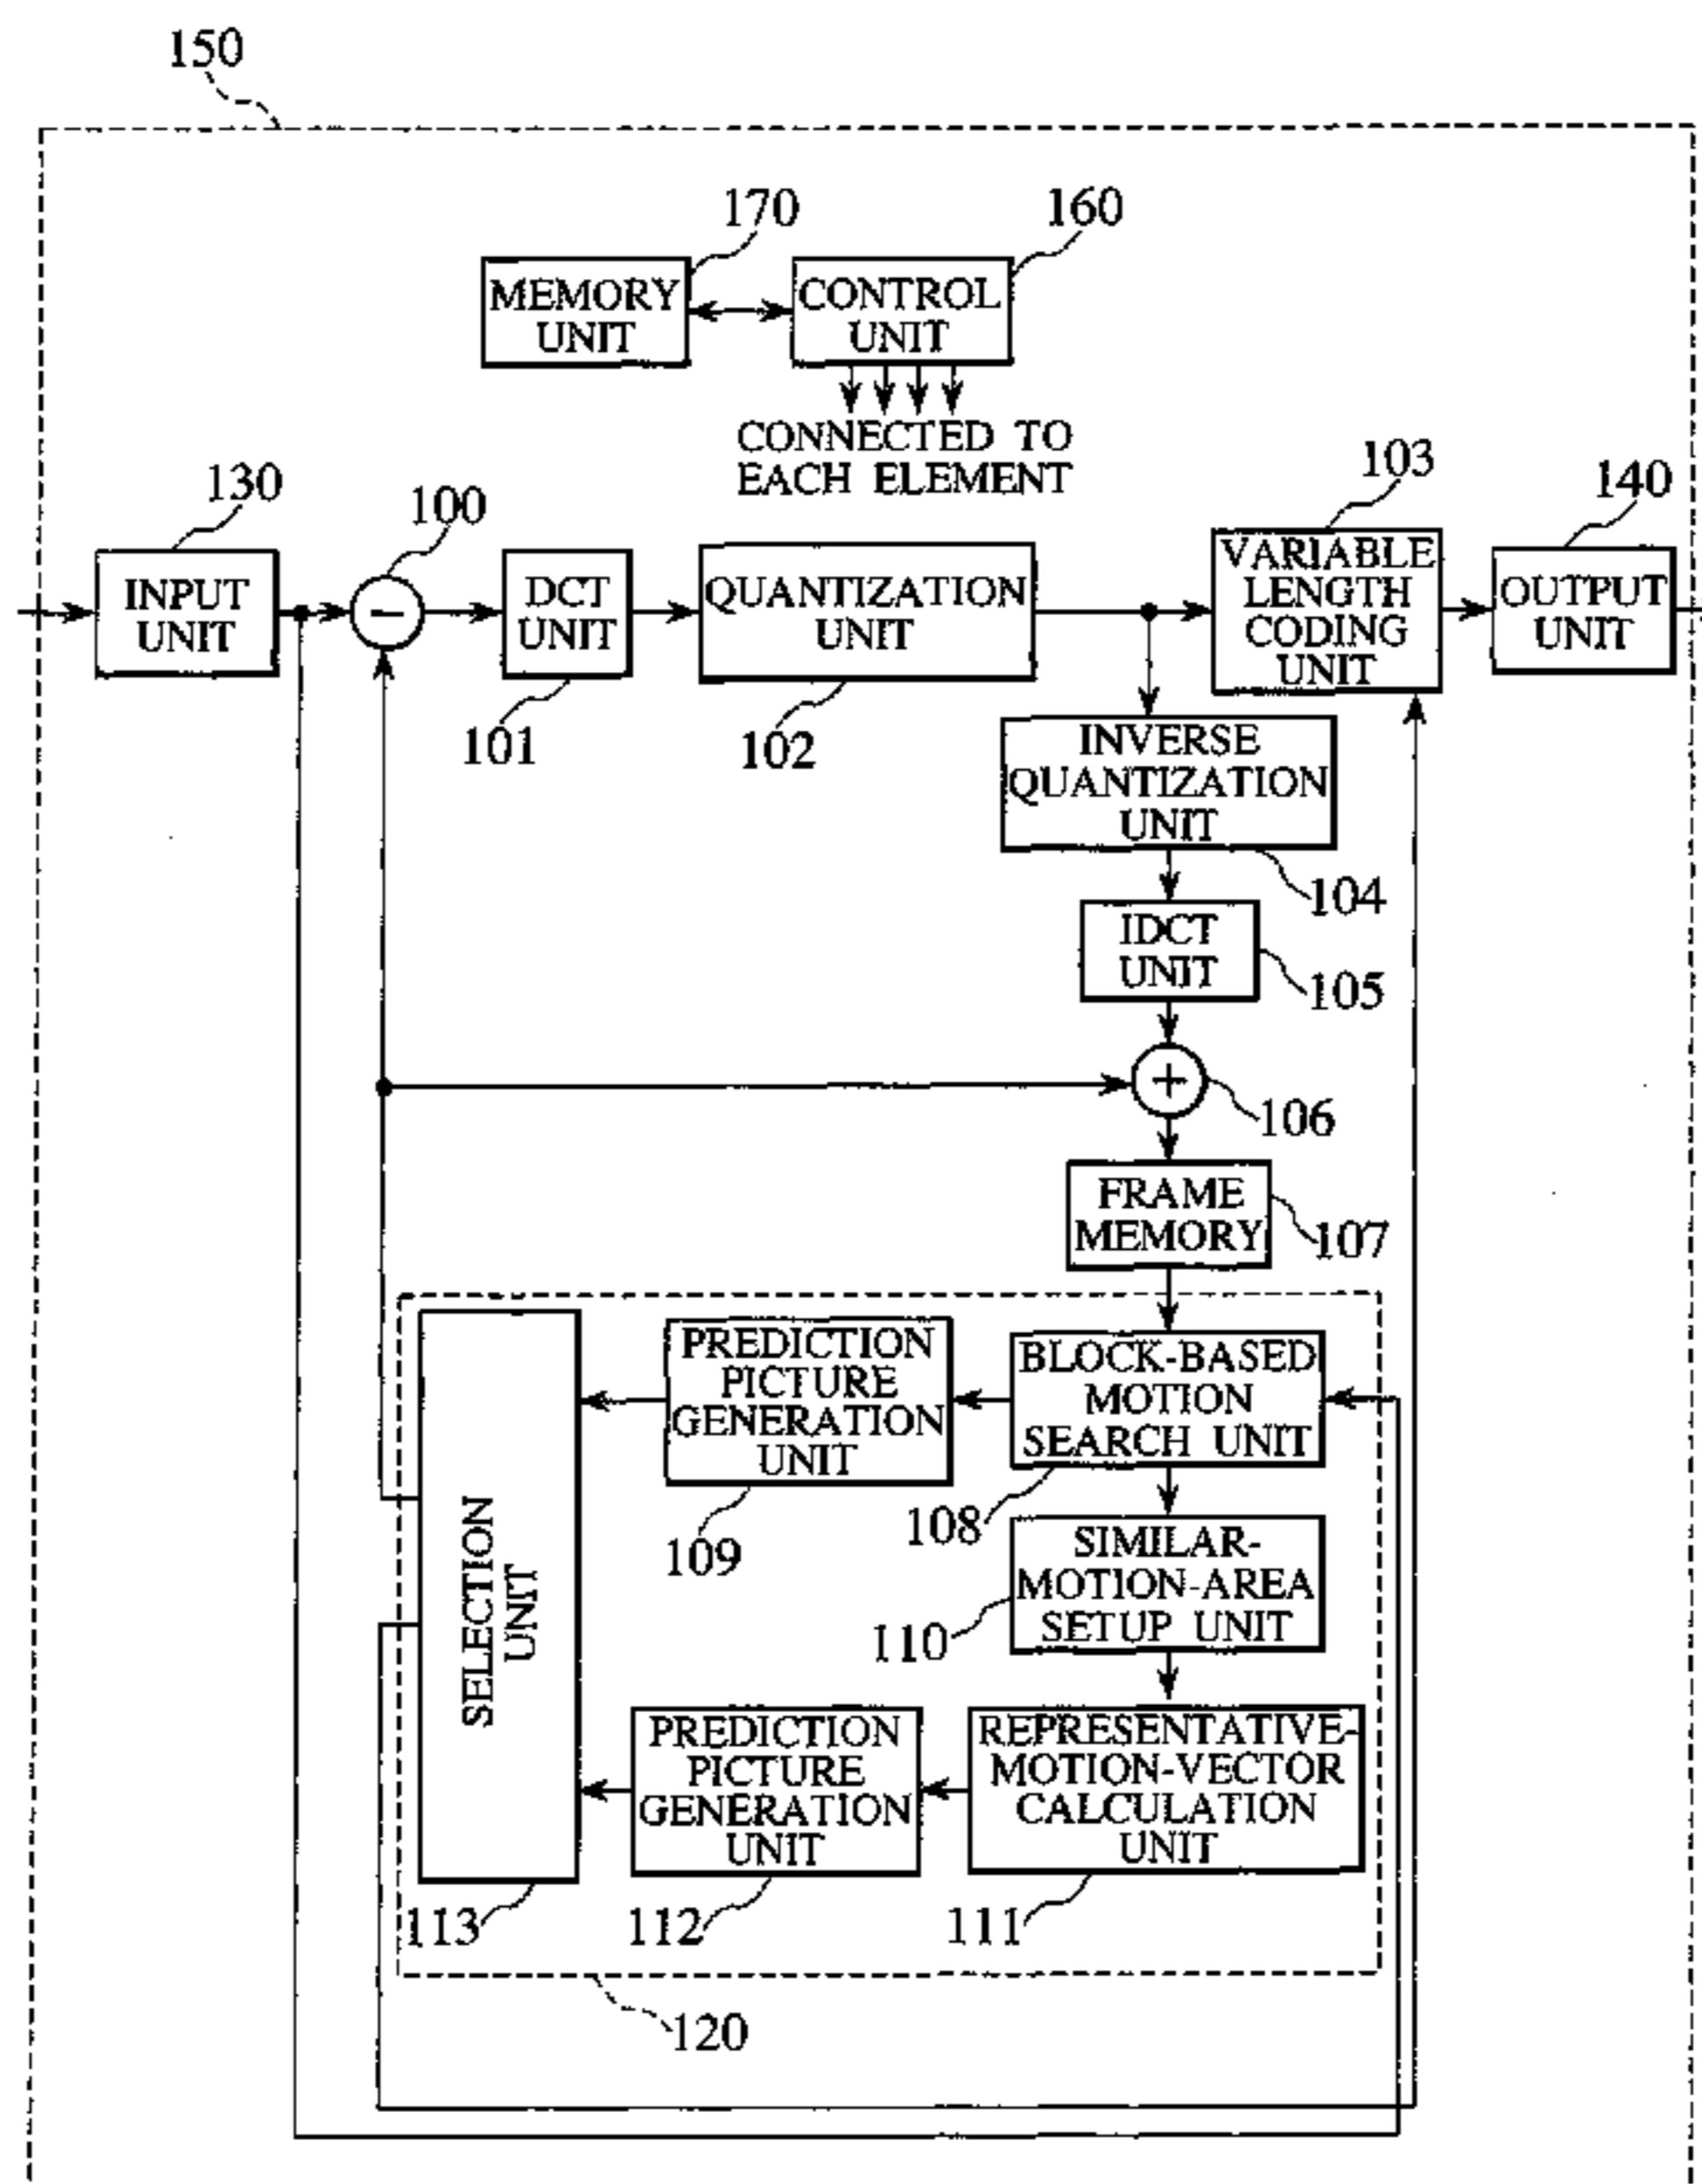 150
170
160
MEMORY
UNIT
CONTROL
UNIT
CONNECTED TO
EACH ELEMENT
130
100
103
140
INPUT
UNIT
−
DCT
UNIT
QUANTIZATION
UNIT
VARIABLE
LENGTH
CODING
UNIT
OUTPUT
UNIT
101
102
INVERSE
QUANTIZATION
UNIT
104
IDCT
UNIT
105
+
106
FRAME
MEMORY
107
PREDICTION
PICTURE
GENERATION
UNIT
BLOCK-BASED
MOTION
SEARCH UNIT
108
109
SELECTION
UNIT
SIMILAR-
MOTION-AREA
SETUP UNIT
110
PREDICTION
PICTURE
GENERATION
UNIT
REPRESENTATIVE-
MOTION-VECTOR
CALCULATION
UNIT
113
112
111
120